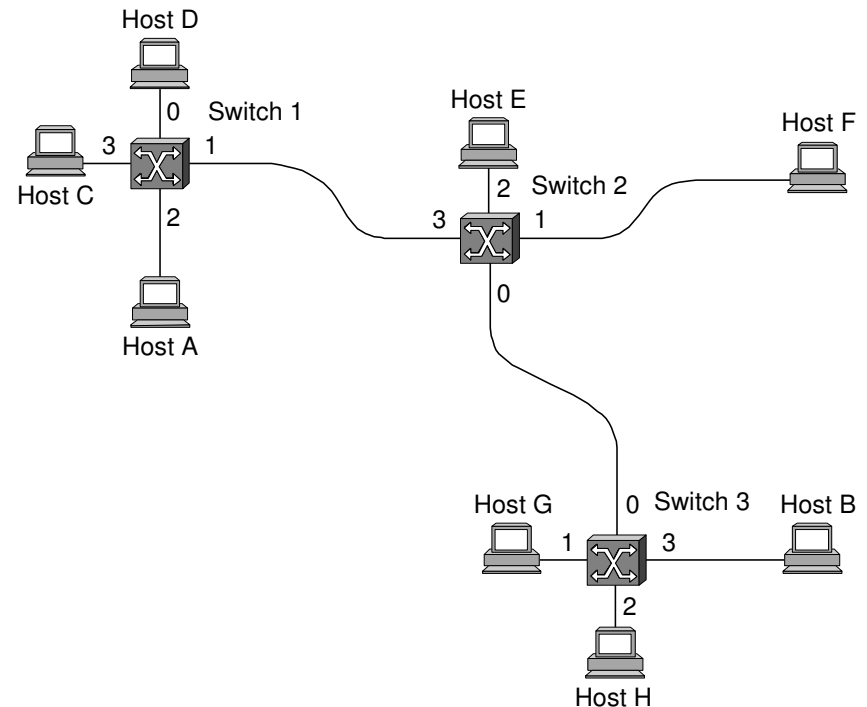 Host D
0 Switch 1
3 1
Host C
2
Host A
Host E
Host F
2 Switch 2
3 1
0
Host G
0 Switch 3
Host B
1 3
2
Host H